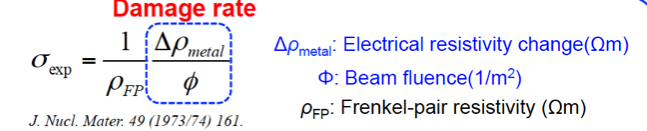 Damage rate
σexp = 1/ρFP Δρmetal/ϕ
Δρmetal: Electrical resistivity change(Ωm)
Φ: Beam fluence(1/m²)
ρFP: Frenkel-pair resistivity (Ωm)
J. Nucl. Mater. 49 (1973/74) 161.